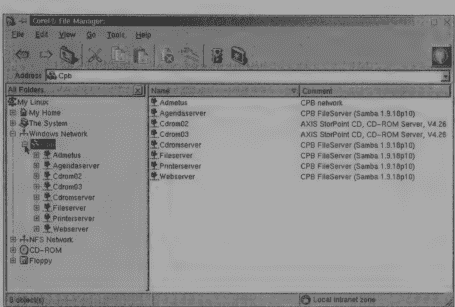 Corel File Manager
File Edit View Go Tools Help
Address Cpb
All Folders
My Linux
My Home
The System
Windows Network
Admetus
Agendaserver
Cdrom02
Cdrom03
Cdromserver
Fileserver
Printerserver
Webserver
NFS Network
CD-ROM
Floppy
Name Comment
Admetus CPB network
Agendaserver CPB FileServer (Samba 1.9.18p10)
Cdrom02 AXIS StorPoint CD, CD-ROM Server, V4.26
Cdrom03 AXIS StorPoint CD, CD-ROM Server, V4.25
Cdromserver CPB FileServer (Samba 1.9.18p10)
Fileserver CPB FileServer (Samba 1.9.18p10)
Printerserver CPB FileServer (Samba 1.9.18p10)
Webserver CPB FileServer (Samba 1.9.18p10)
8 object(s) Local intranet zone